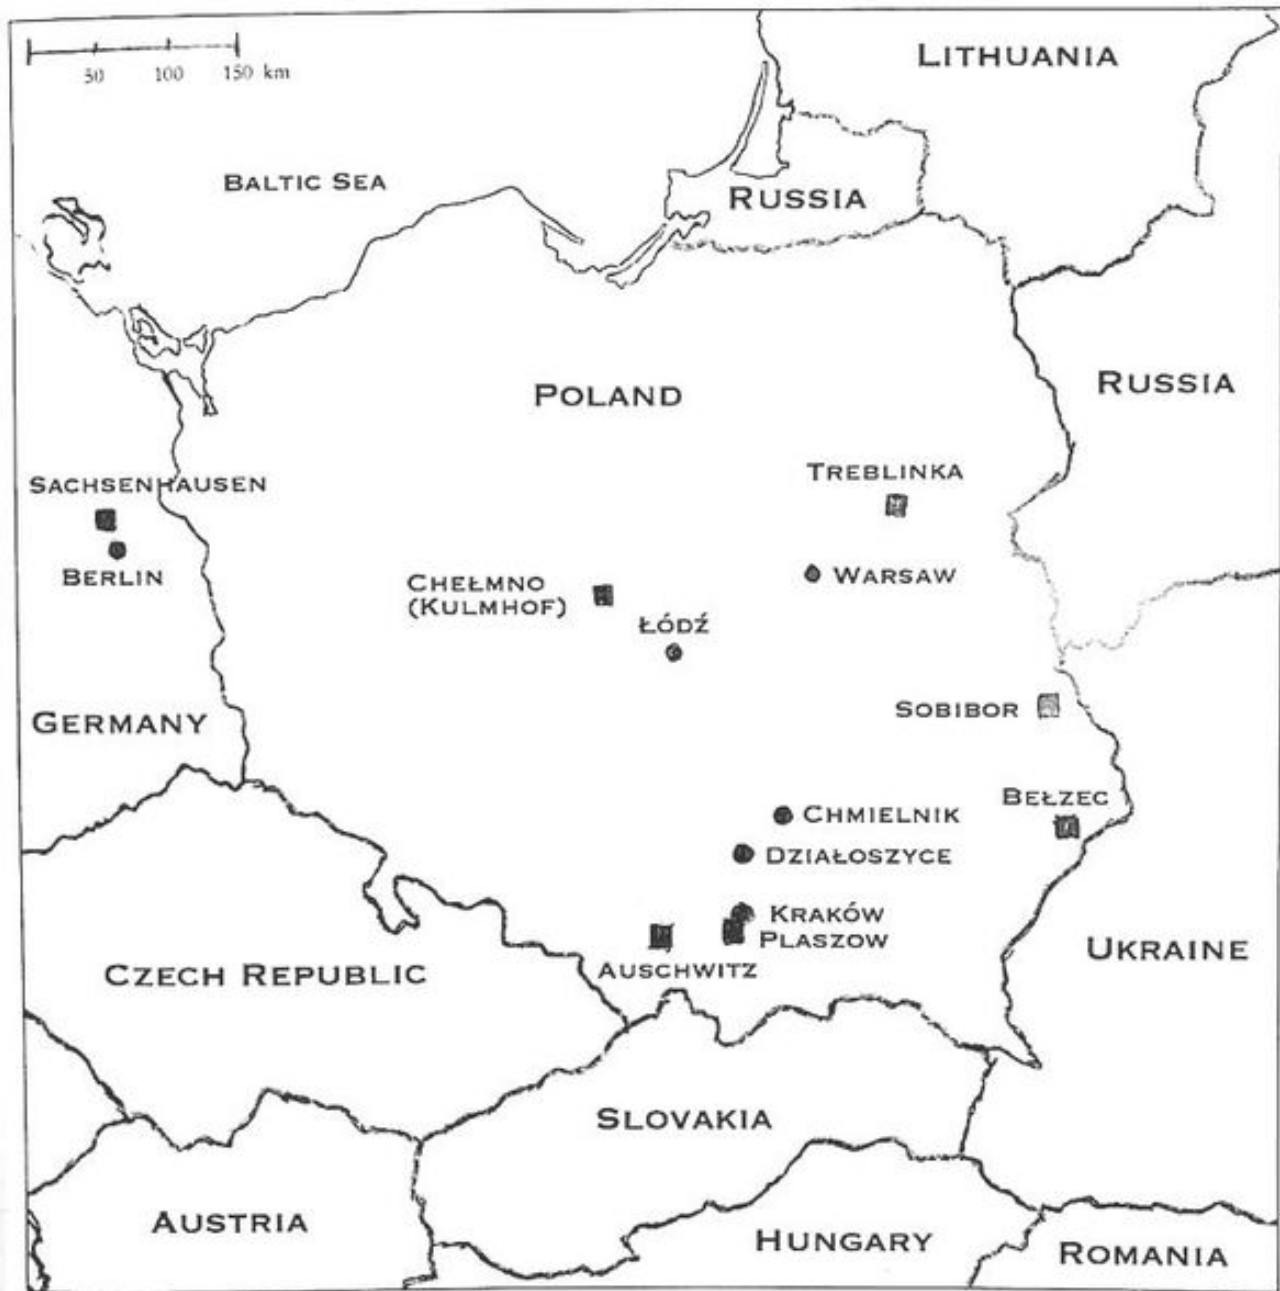 50 100 150 km
LITHUANIA
BALTIC SEA
RUSSIA
POLAND
RUSSIA
SACHSENHAUSEN
TREBLINKA
BERLIN
CHEŁMNO
(KULMHOF)
WARSAW
ŁÓDŹ
SOBIBOR
GERMANY
BEŁZEC
CHMIELNIK
DZIAŁOSZYCE
KRAKÓW
PLASZOW
AUSCHWITZ
UKRAINE
CZECH REPUBLIC
SLOVAKIA
AUSTRIA
HUNGARY
ROMANIA